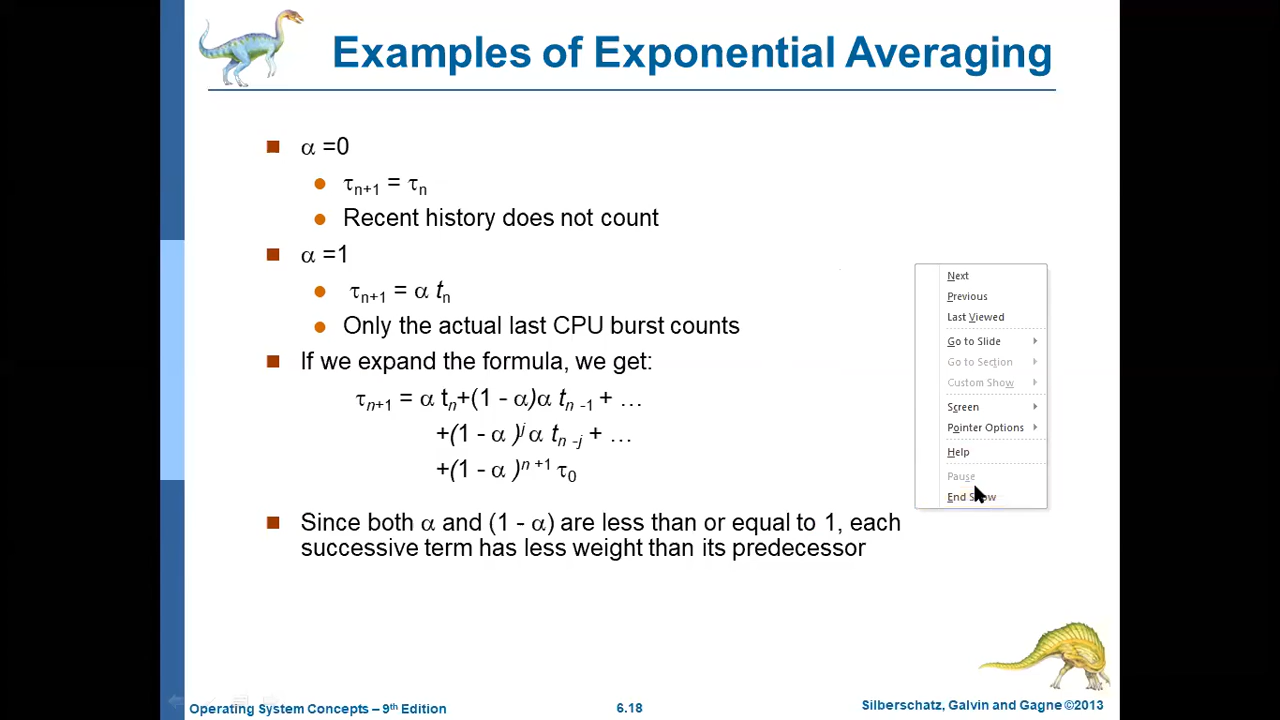 Examples of Exponential Averaging
α =0
τn+1 = τn
Recent history does not count
α =1
τn+1 = α tn
Only the actual last CPU burst counts
If we expand the formula, we get:
τn+1 = α tn+(1 - α)α tn -1 + …
+(1 - α )j α tn -j + …
+(1 - α )n +1 τ0
Since both α and (1 - α) are less than or equal to 1, each
successive term has less weight than its predecessor
Next
Previous
Last Viewed
Go to Slide
Go to Section
Custom Show
Screen
Pointer Options
Help
Pause
End Show
Operating System Concepts – 9th Edition
6.18
Silberschatz, Galvin and Gagne ©2013